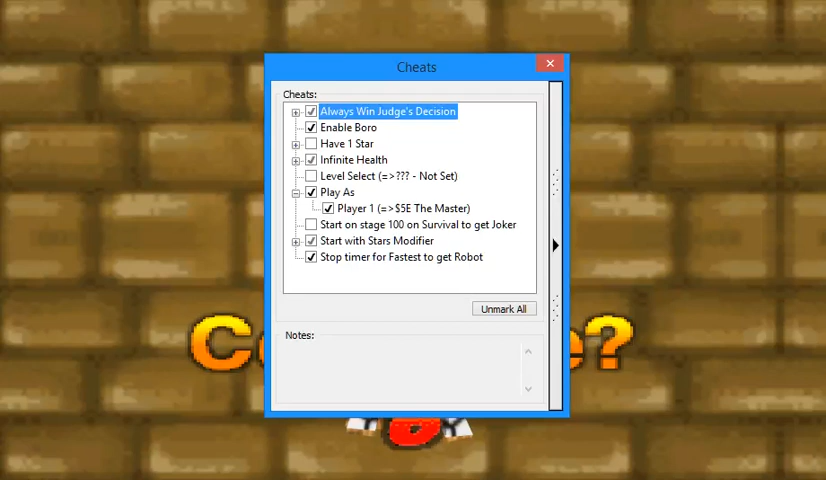 Cheats
Cheats:
Always Win Judge's Decision
Enable Boro
Have 1 Star
Infinite Health
Level Select (=>??? - Not Set)
Play As
Player 1 (=>$5E The Master)
Start on stage 100 on Survival to get Joker
Start with Stars Modifier
Stop timer for Fastest to get Robot
Unmark All
Notes: